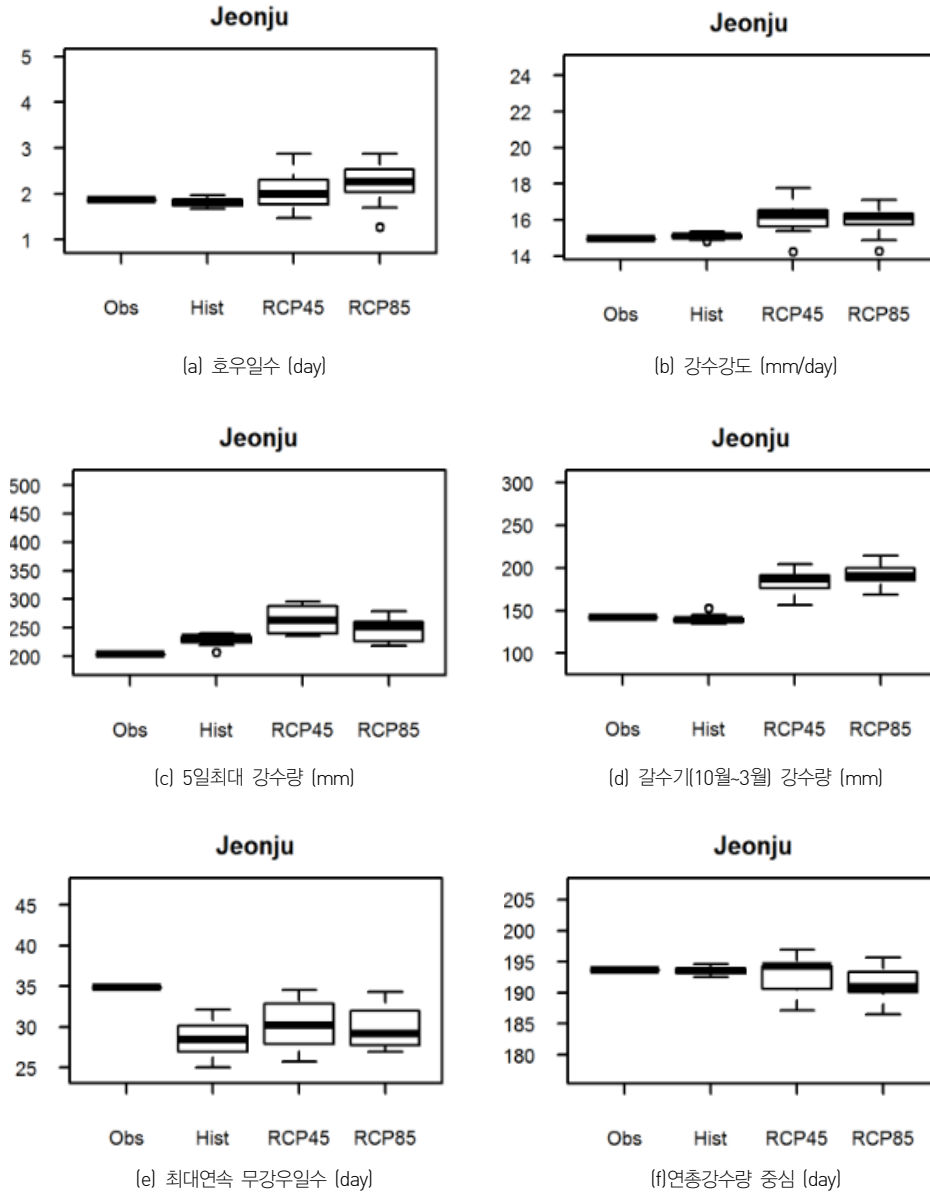 Jeonju
5
4
3
2
1
Obs Hist RCP45 RCP85
(a) 호우일수 (day)
Jeonju
24
22
20
18
16
14
Obs Hist RCP45 RCP85
(b) 강수강도 (mm/day)
Jeonju
500
450
400
350
300
250
200
Obs Hist RCP45 RCP85
(c) 5일최대 강수량 (mm)
Jeonju
300
250
200
150
100
Obs Hist RCP45 RCP85
(d) 갈수기(10월~3월) 강수량 (mm)
Jeonju
45
40
35
30
25
Obs Hist RCP45 RCP85
(e) 최대연속 무강우일수 (day)
Jeonju
205
200
195
190
185
180
Obs Hist RCP45 RCP85
(f)연총강수량 중심 (day)